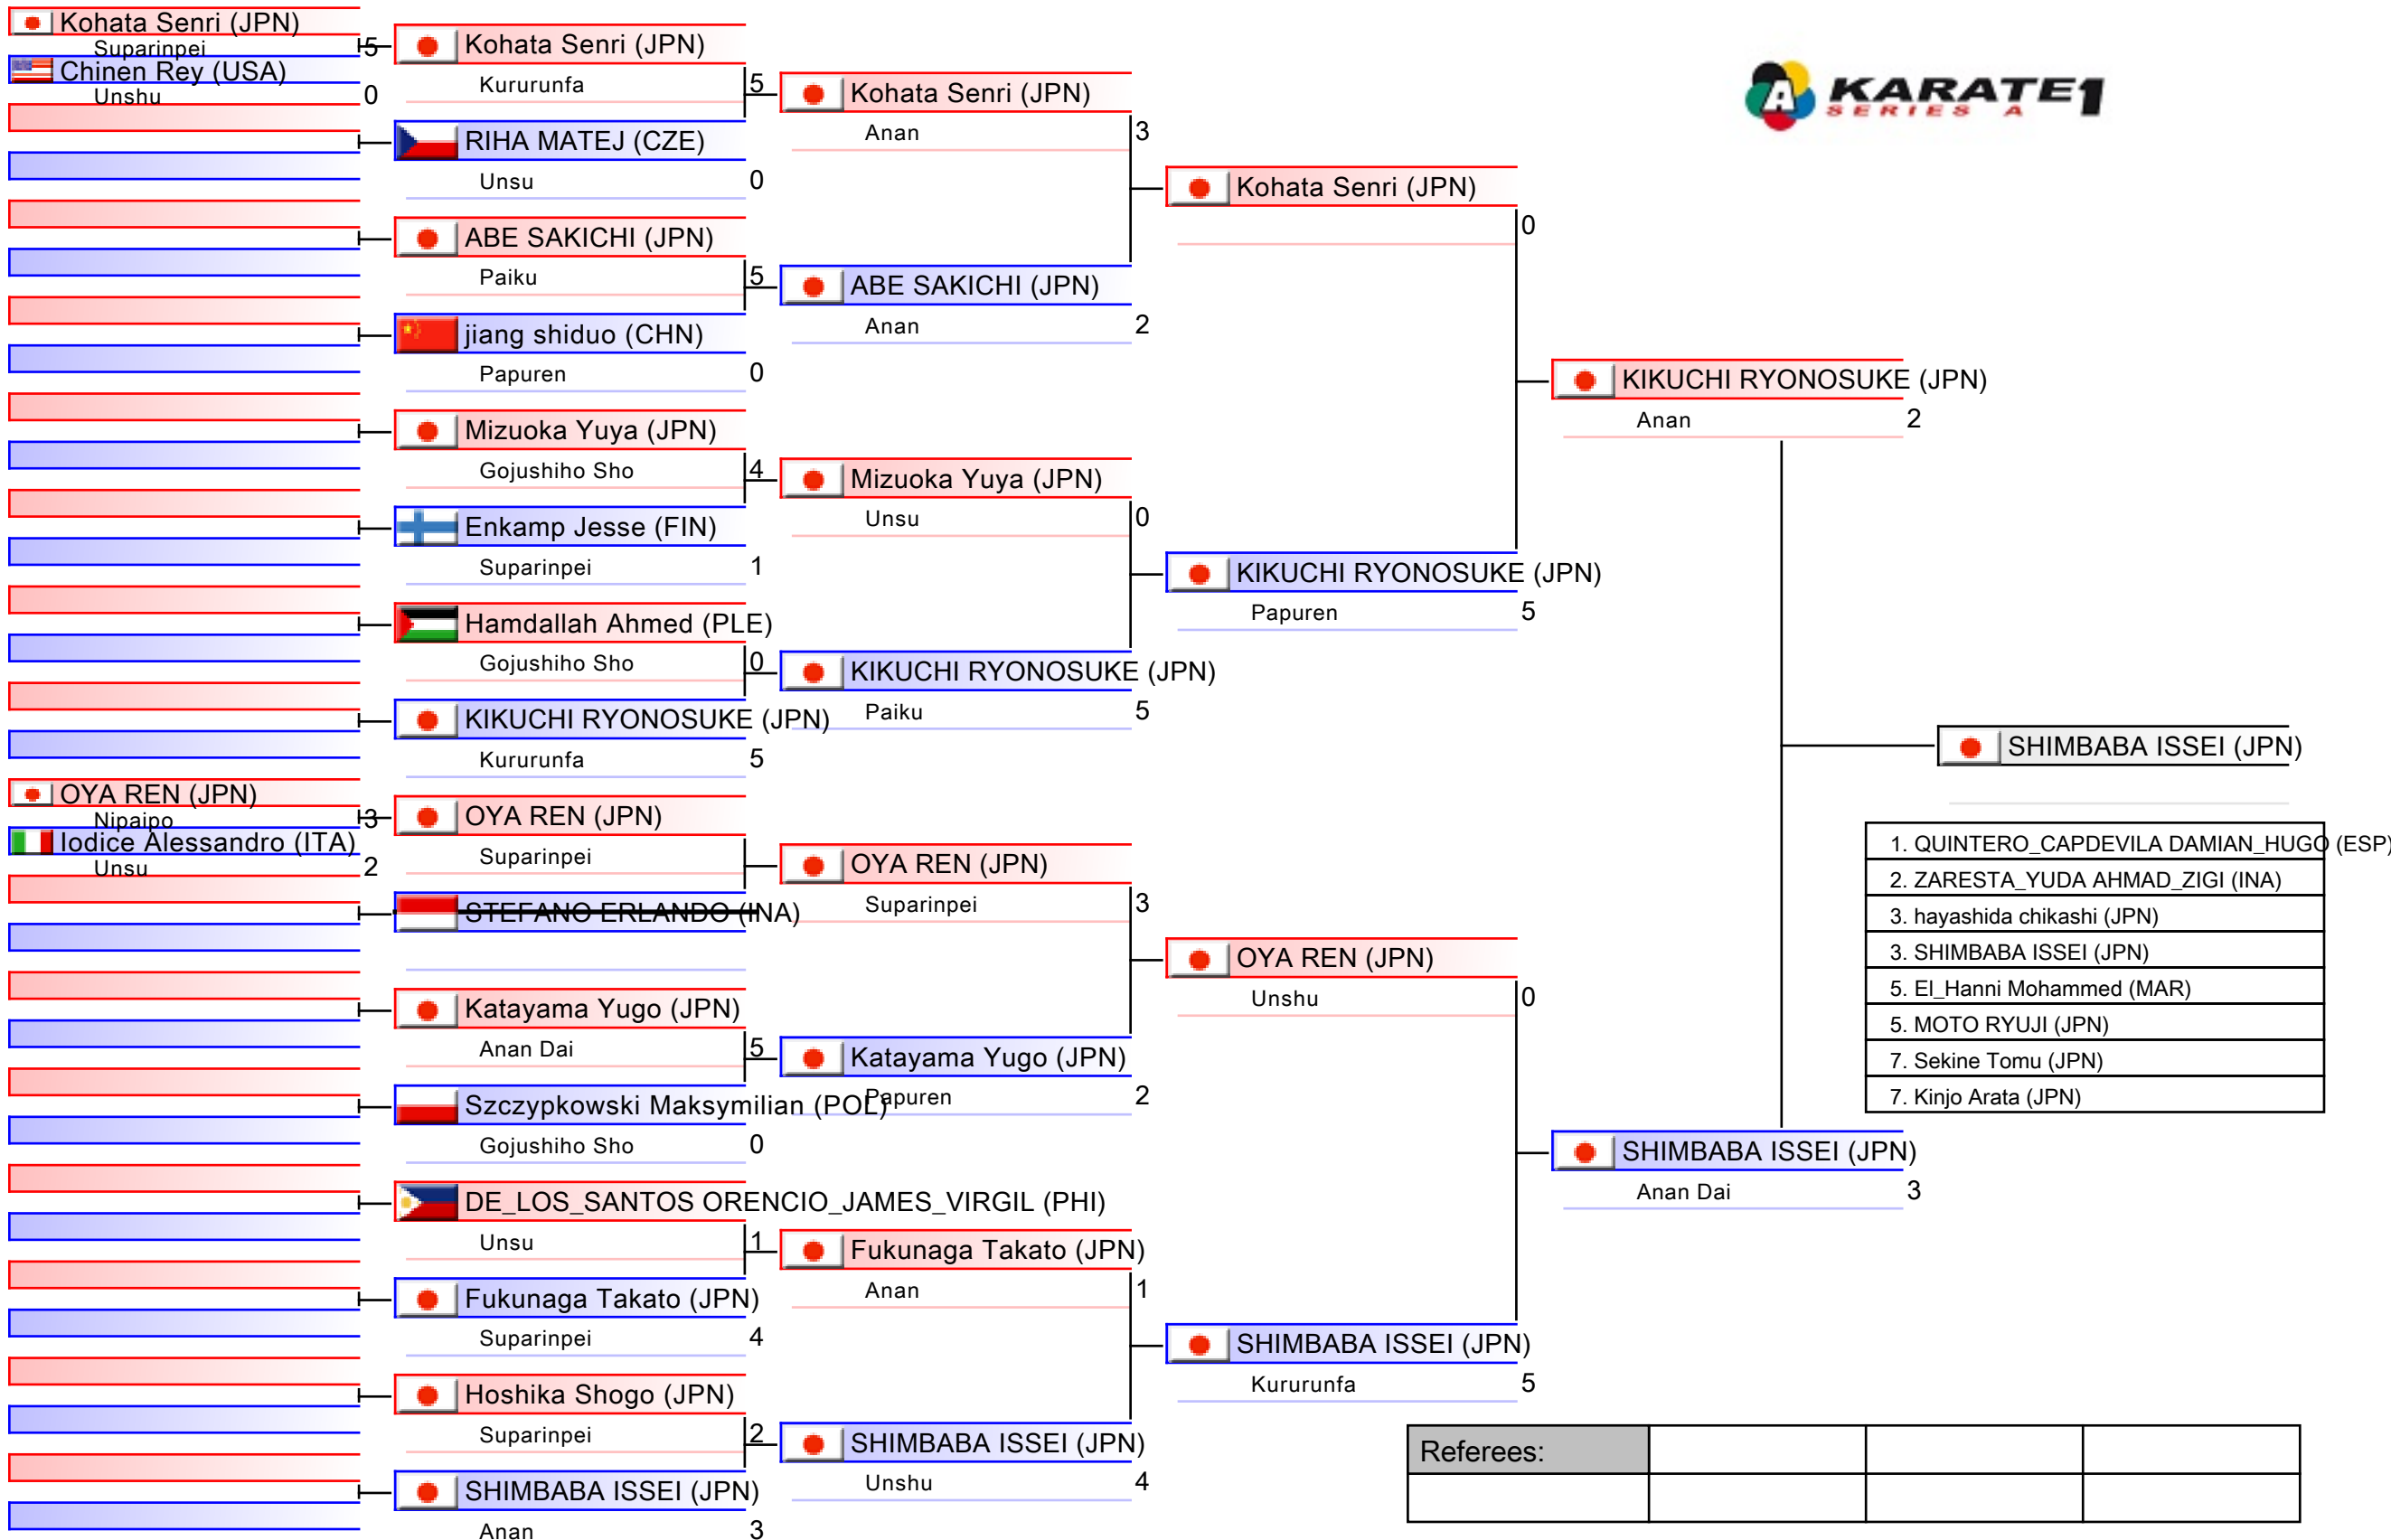 Kohata Senri (JPN)
Suparinpei
5
Chinen Rey (USA)
Unshu
0
OYA REN (JPN)
Nipaipo
3
Iodice Alessandro (ITA)
Unsu
2
Kohata Senri (JPN)
Kururunfa
5
RIHA MATEJ (CZE)
Unsu
0
ABE SAKICHI (JPN)
Paiku
5
jiang shiduo (CHN)
Papuren
0
Mizuoka Yuya (JPN)
Gojushiho Sho
4
Enkamp Jesse (FIN)
Suparinpei
1
Hamdallah Ahmed (PLE)
Gojushiho Sho
0
KIKUCHI RYONOSUKE (JPN)
Kururunfa
5
OYA REN (JPN)
Suparinpei
STEFANO ERLANDO (INA)
Katayama Yugo (JPN)
Anan Dai
5
Szczypkowski Maksymilian (POL)
Gojushiho Sho
0
DE_LOS_SANTOS ORENCIO_JAMES_VIRGIL (PHI)
Unsu
1
Fukunaga Takato (JPN)
Suparinpei
4
Hoshika Shogo (JPN)
Suparinpei
2
SHIMBABA ISSEI (JPN)
Anan
3
Kohata Senri (JPN)
Anan
3
ABE SAKICHI (JPN)
Anan
2
Mizuoka Yuya (JPN)
Unsu
0
KIKUCHI RYONOSUKE (JPN)
Paiku
5
OYA REN (JPN)
Suparinpei
3
Katayama Yugo (JPN)
Papuren
2
Fukunaga Takato (JPN)
Anan
1
SHIMBABA ISSEI (JPN)
Unshu
4
Kohata Senri (JPN)
0
KIKUCHI RYONOSUKE (JPN)
Papuren
5
OYA REN (JPN)
Unshu
0
SHIMBABA ISSEI (JPN)
Kururunfa
5
KIKUCHI RYONOSUKE (JPN)
Anan
2
SHIMBABA ISSEI (JPN)
Anan Dai
3
SHIMBABA ISSEI (JPN)
A KARATE1
SERIES A
1. QUINTERO_CAPDEVILA DAMIAN_HUGO (ESP)
2. ZARESTA_YUDA AHMAD_ZIGI (INA)
3. hayashida chikashi (JPN)
3. SHIMBABA ISSEI (JPN)
5. El_Hanni Mohammed (MAR)
5. MOTO RYUJI (JPN)
7. Sekine Tomu (JPN)
7. Kinjo Arata (JPN)
Referees: